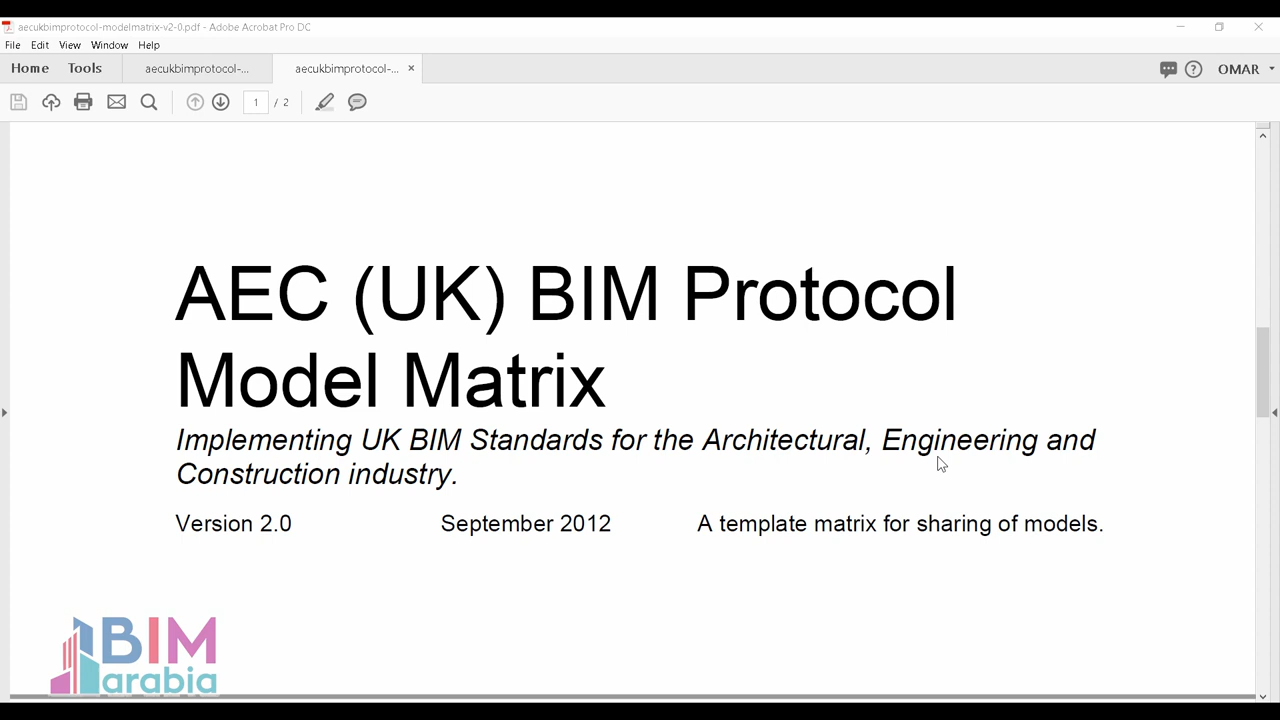 aecukbimprotocol-modelmatrix-v2-0.pdf - Adobe Acrobat Pro DC
File Edit View Window Help
Home Tools aecukbimprotocol-... aecukbimprotocol-... × OMAR
1 / 2
AEC (UK) BIM Protocol
Model Matrix
Implementing UK BIM Standards for the Architectural, Engineering and
Construction industry.
Version 2.0 September 2012 A template matrix for sharing of models.
BIM
arabia